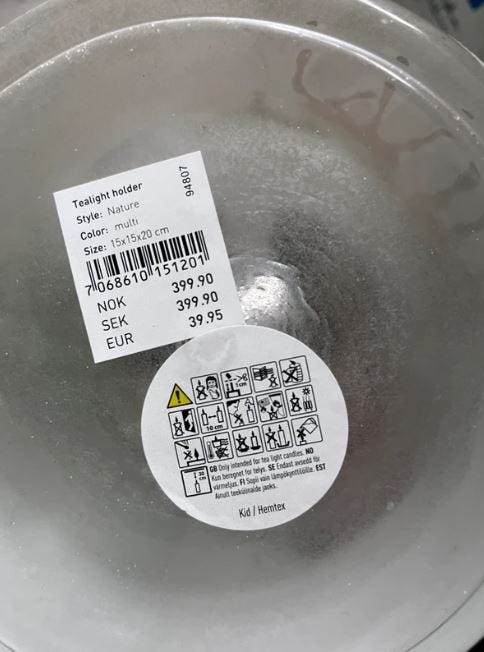 Tealight holder
94807
Style: Nature
Color: multi
Size: 15x15x20 cm
7 068610 151201
NOK 399.90
SEK 399.90
EUR 39.95
1 cm
10 cm
30 cm
GB Only intended for tea light candles. NO
Kun beregnet for telys. SE Endast avsedd för
värmeljus. FI Sopii vain lämpökynttilöille. EST
Ainult teeküünalde jaoks.
Kid / Hemtex